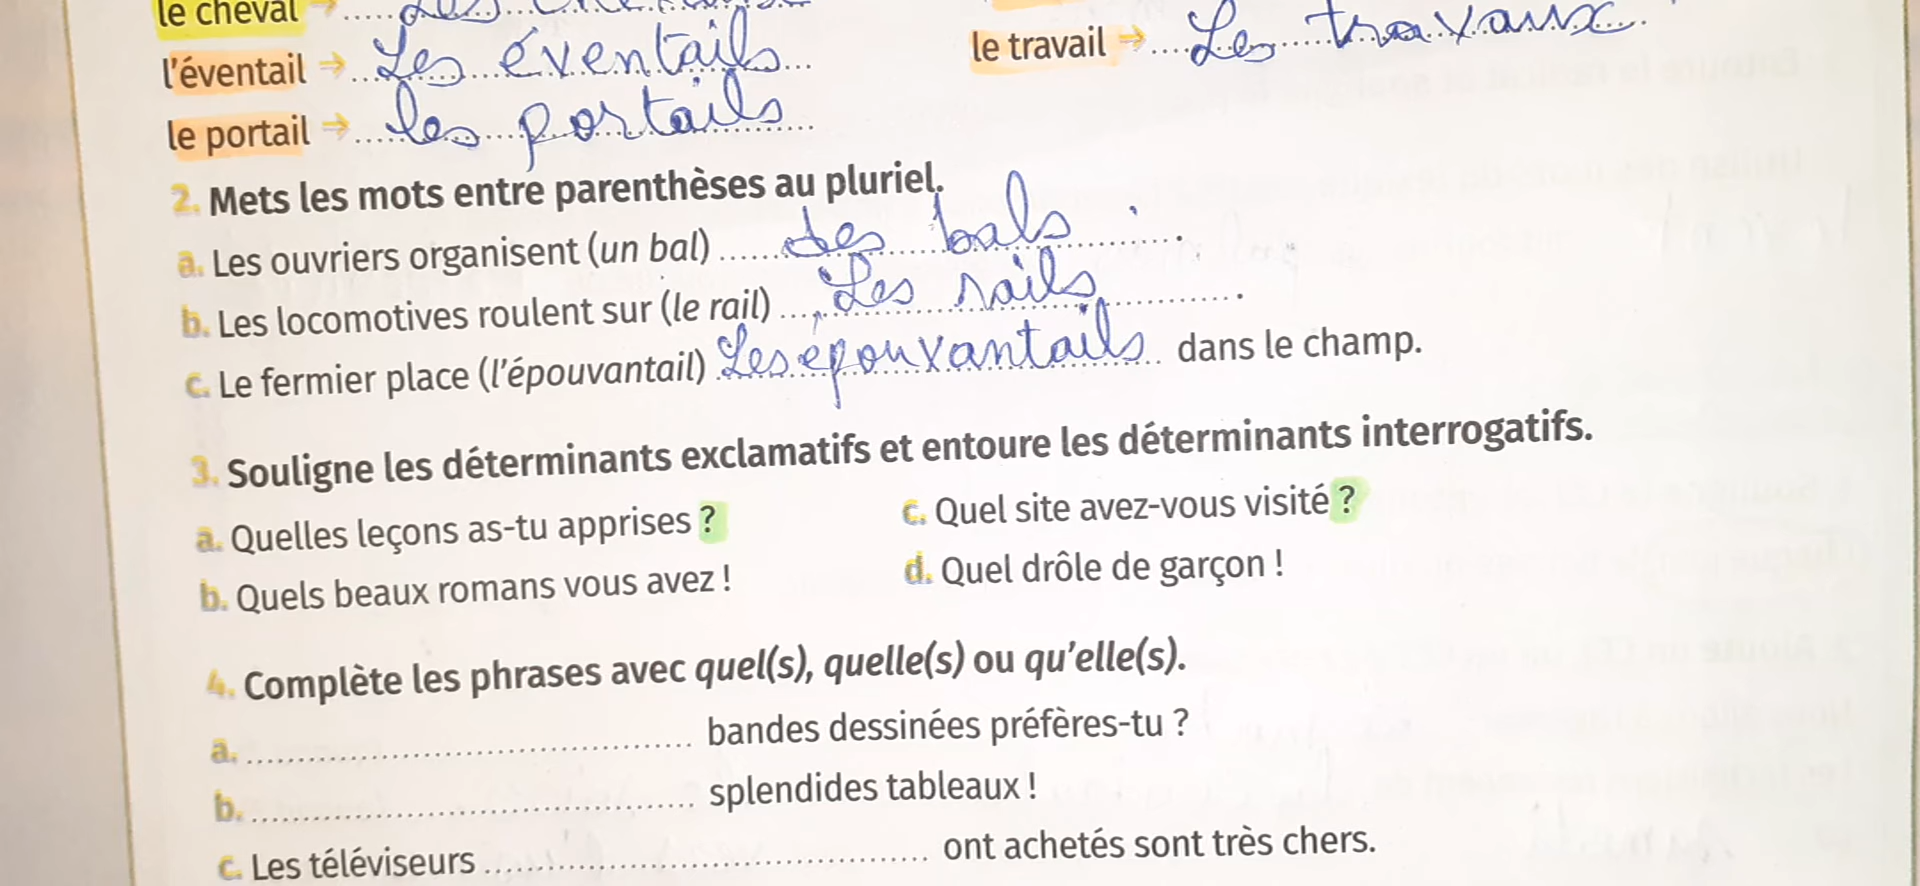 le cheval → Les
l'éventail → Les éventails
le travail → Les travaux
le portail → les portails
2. Mets les mots entre parenthèses au pluriel.
a. Les ouvriers organisent (un bal) des bals.
b. Les locomotives roulent sur (le rail) Les rails.
c. Le fermier place (l'épouvantail) Les épouvantails dans le champ.
3. Souligne les déterminants exclamatifs et entoure les déterminants interrogatifs.
a. Quelles leçons as-tu apprises ?
c. Quel site avez-vous visité ?
b. Quels beaux romans vous avez !
d. Quel drôle de garçon !
4. Complète les phrases avec quel(s), quelle(s) ou qu'elle(s).
a. .......... bandes dessinées préfères-tu ?
b. .......... splendides tableaux !
c. Les téléviseurs .......... ont achetés sont très chers.